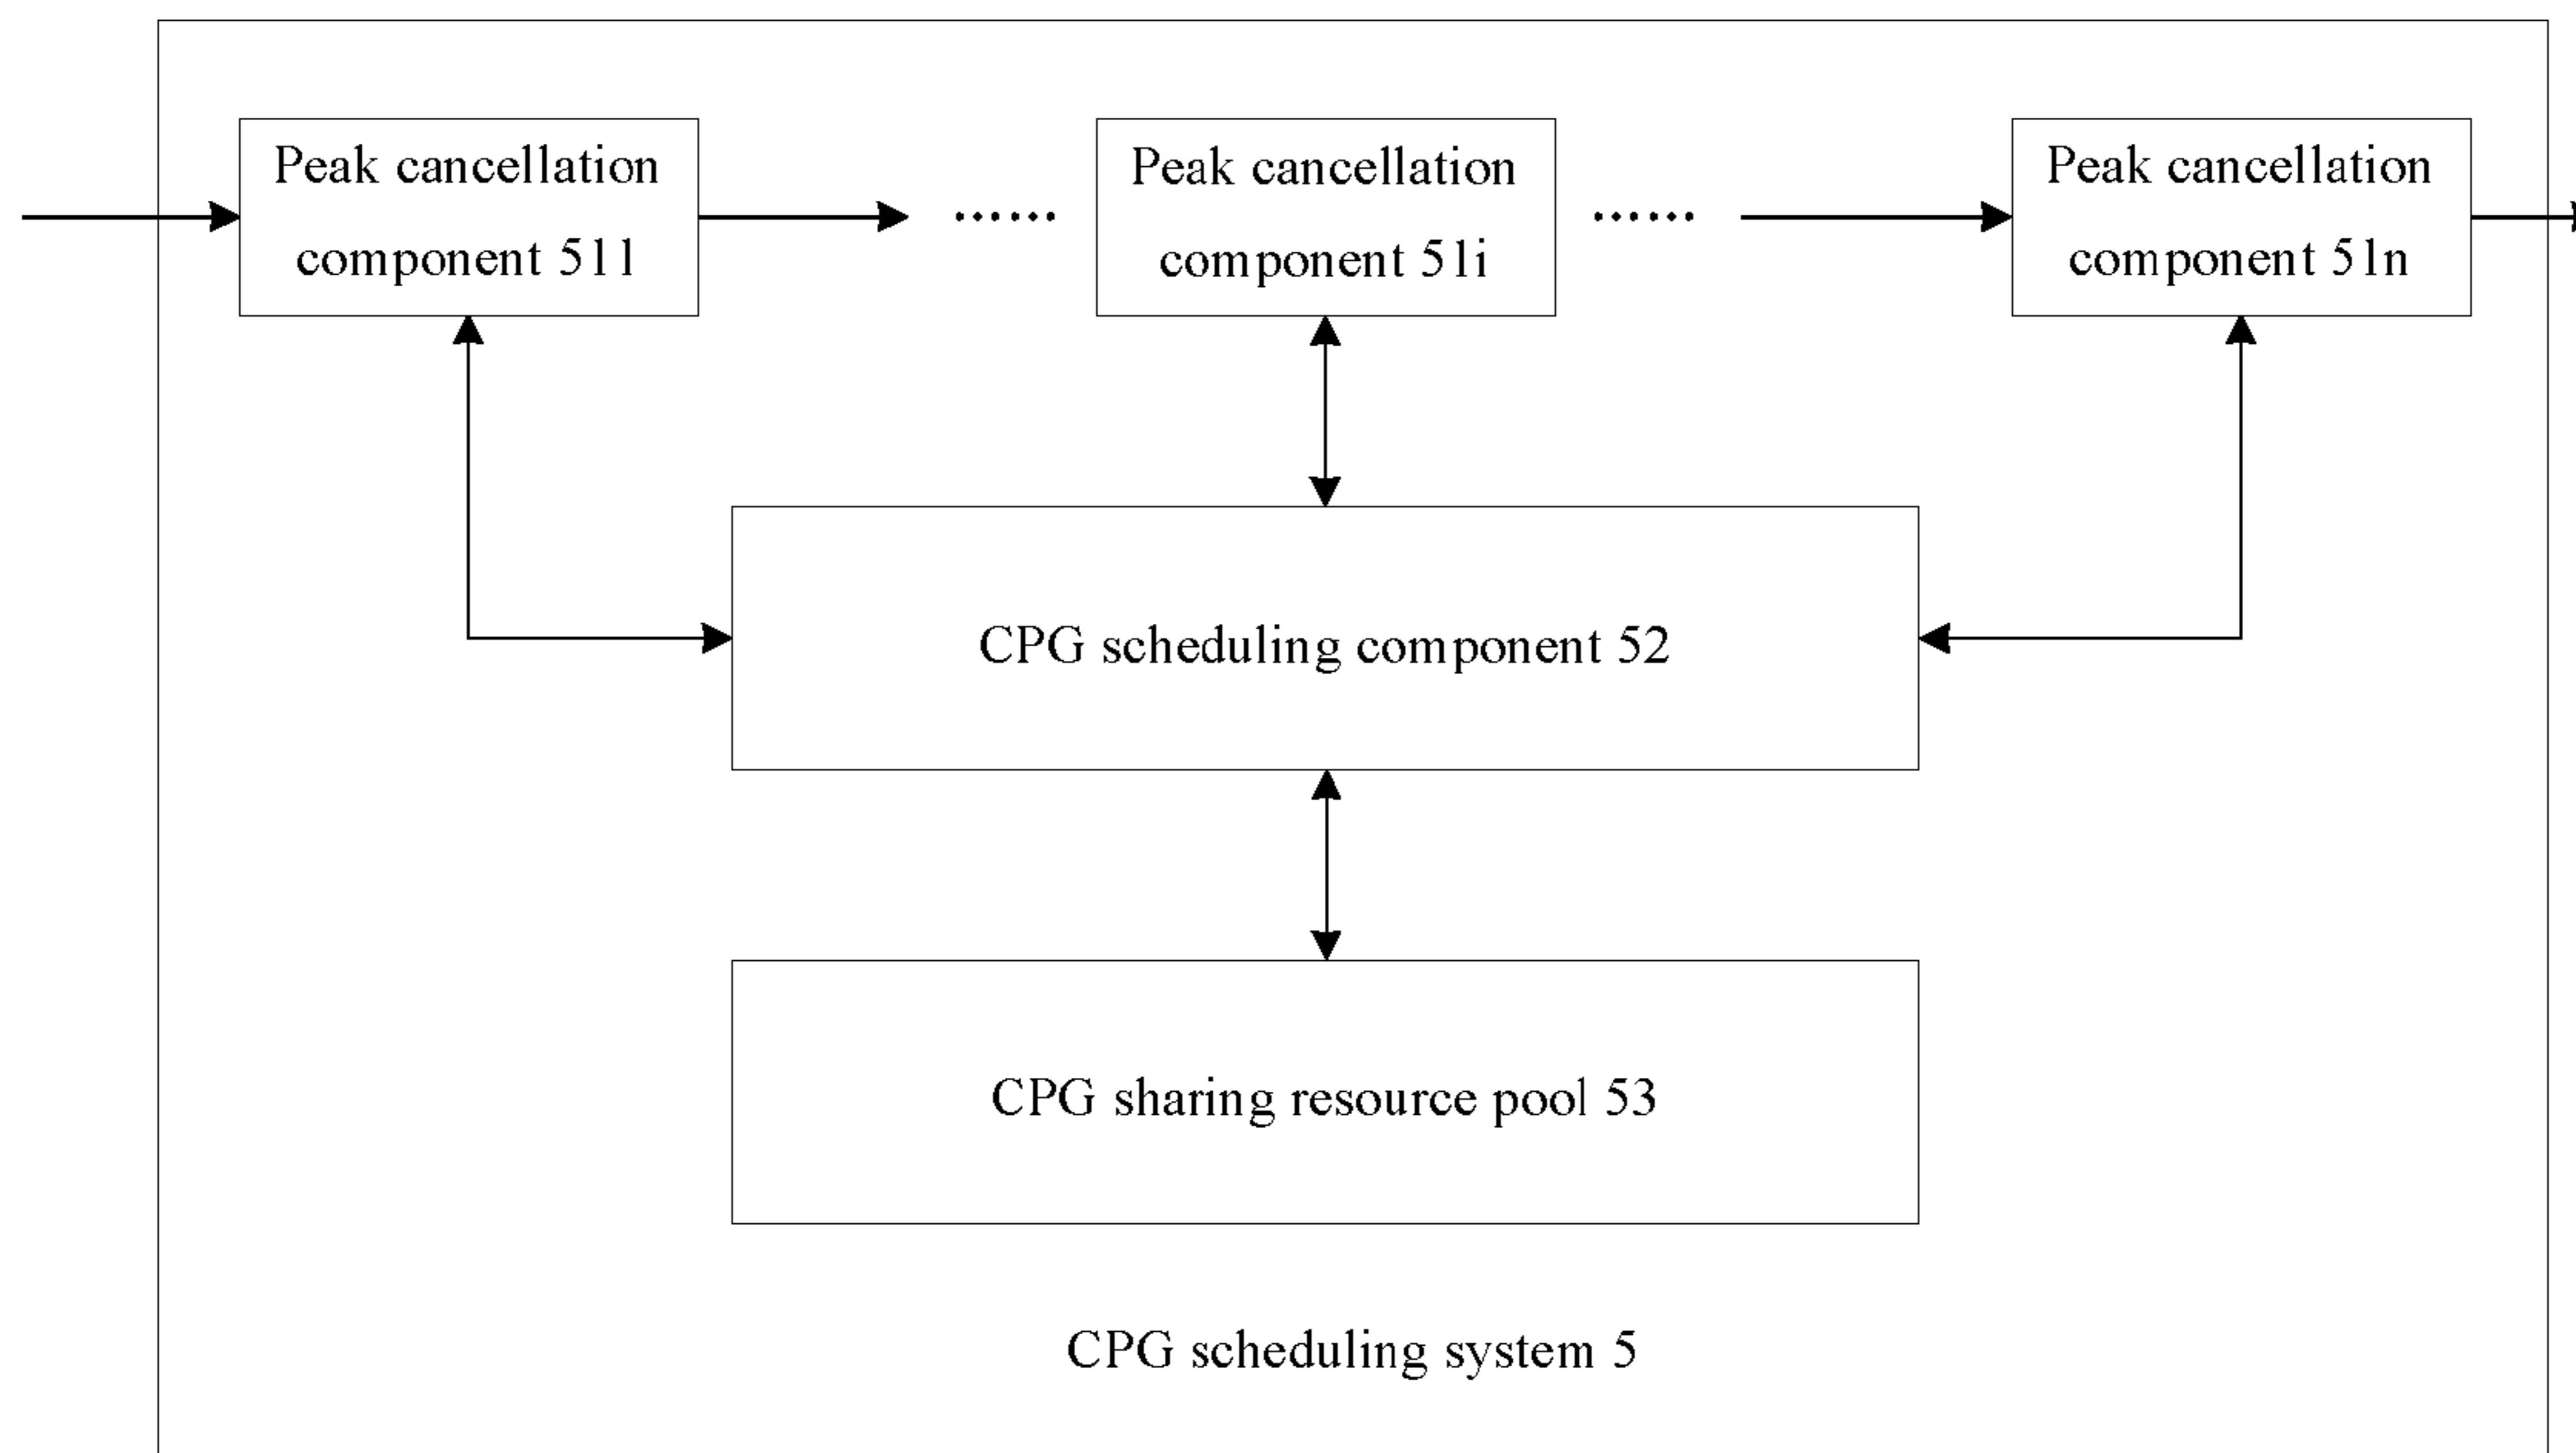 Peak cancellation
component 511
......
Peak cancellation
component 51i
......
Peak cancellation
component 51n
CPG scheduling component 52
CPG sharing resource pool 53
CPG scheduling system 5